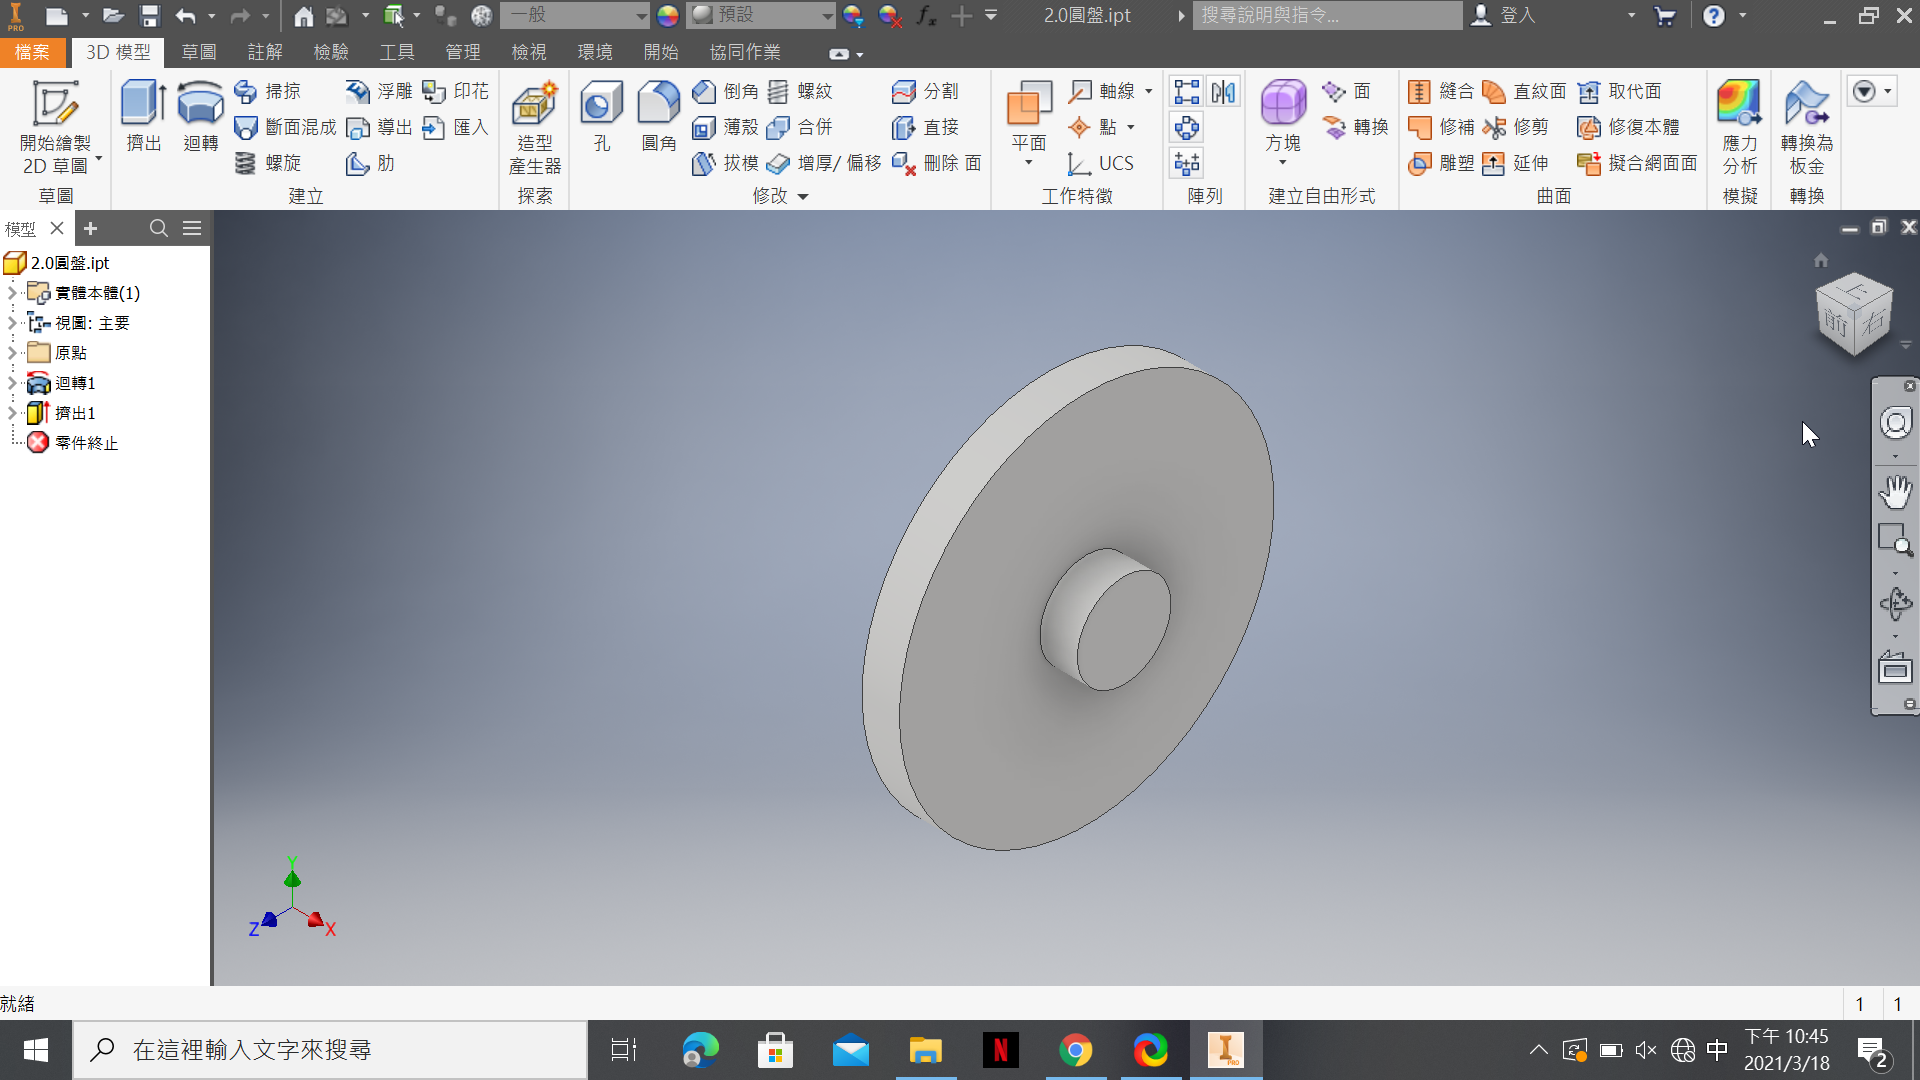 PRO 一般 預設 fx 2.0圓盤.ipt 搜尋說明與指令... 登入
檔案 3D 模型 草圖 註解 檢驗 工具 管理 檢視 環境 開始 協同作業
開始繪製
2D 草圖
草圖
擠出 迴轉 掃掠 浮雕 印花
斷面混成 導出 匯入
螺旋 肋
建立
造型
產生器
探索
孔 圓角 倒角 螺紋 分割
薄殼 合併 直接
拔模 增厚/ 偏移 刪除 面
修改
平面 軸線
點
UCS
工作特徵
陣列
方塊 面
轉換
建立自由形式
縫合 直紋面 取代面
修補 修剪 修復本體
雕塑 延伸 擬合網面面
曲面
應力
分析
模擬
轉換為
板金
轉換
模型
2.0圓盤.ipt
實體本體(1)
視圖: 主要
原點
迴轉1
擠出1
零件終止
上
前 右
Y
Z X
就緒 1 1
在這裡輸入文字來搜尋
N
I
PRO
中
下午 10:45
2021/3/18
2